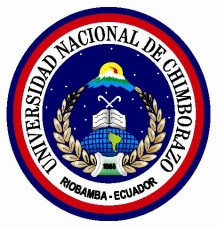 UNIVERSIDAD NACIONAL DE CHIMBORAZO
RIOBAMBA - ECUADOR